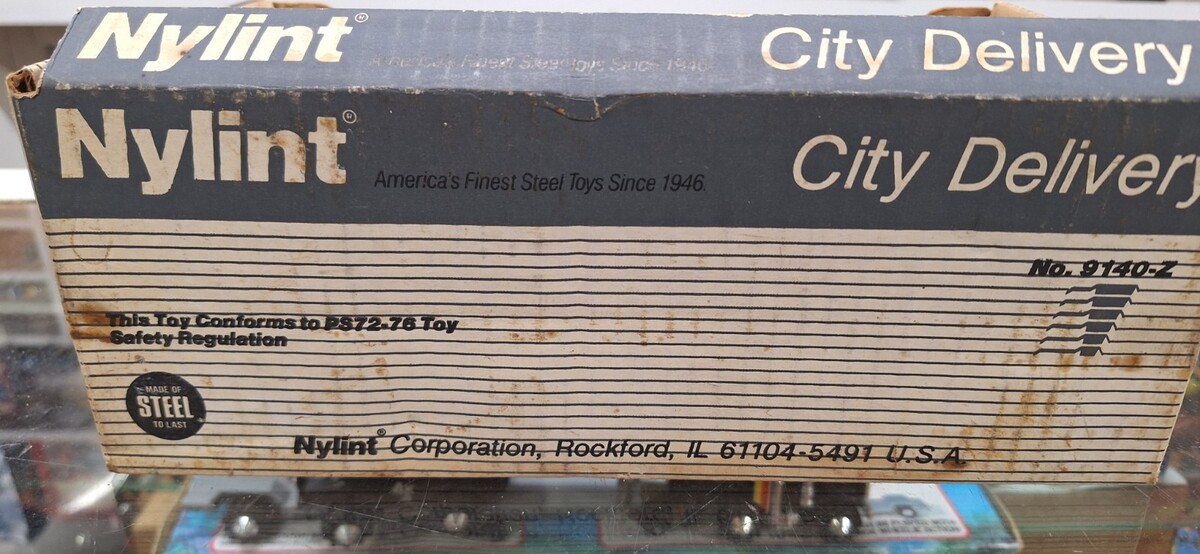 Nylint®
America's Finest Steel Toys Since 1946.
City Delivery
Nylint®
America's Finest Steel Toys Since 1946.
City Delivery
No. 9140-Z
This Toy Conforms to PS72-76 Toy
Safety Regulation
MADE OF
STEEL
TO LAST
Nylint® Corporation, Rockford, IL 61104-5491 U.S.A.